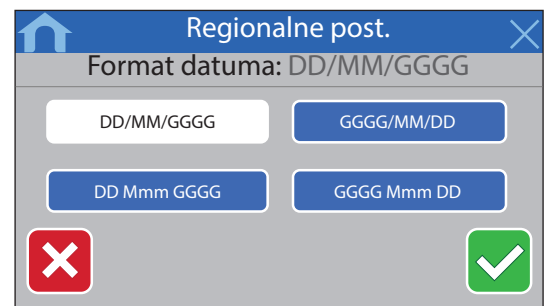 Regionalne post.
Format datuma: DD/MM/GGGG
DD/MM/GGGG
GGGG/MM/DD
DD Mmm GGGG
GGGG Mmm DD